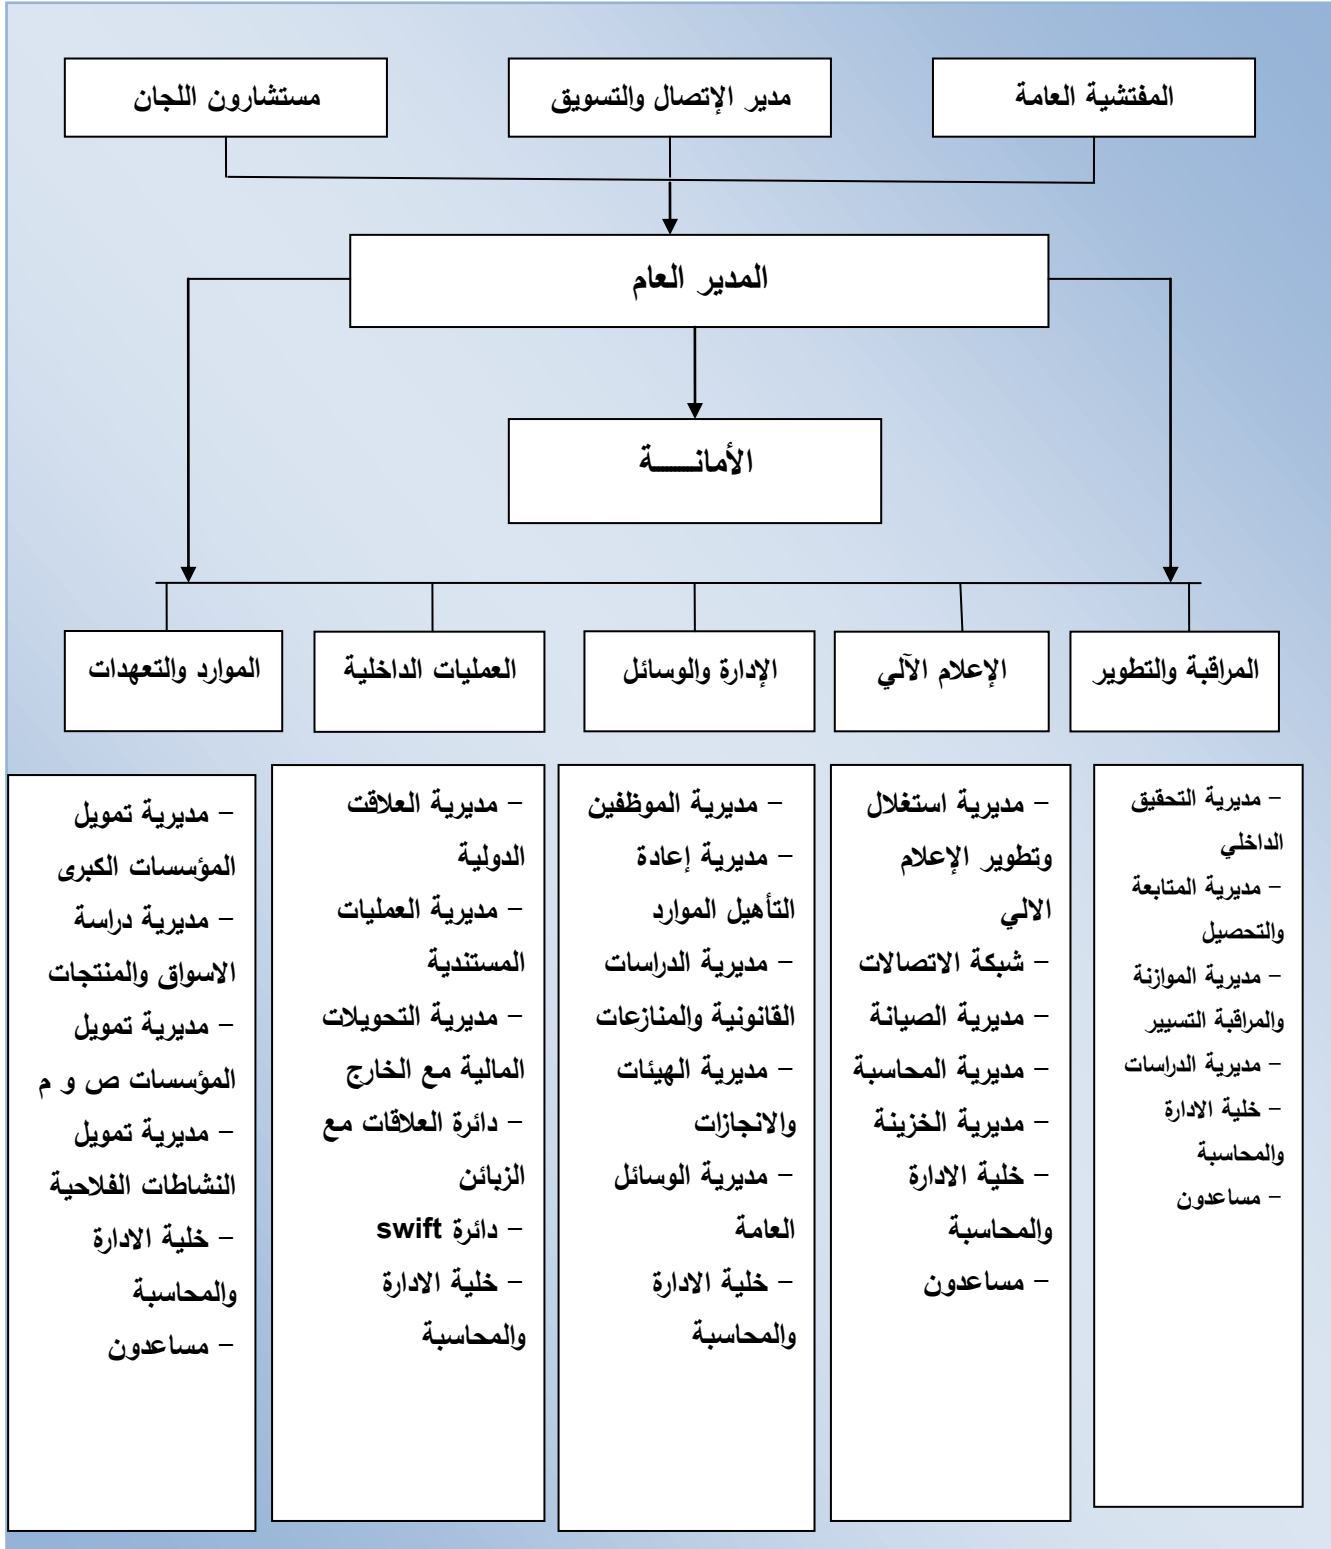 المفتشية العامة
مدير الإتصال والتسويق
مستشارون اللجان
المدير العام
الأمانــــــة
المراقبة والتطوير
الإعلام الآلي
الإدارة والوسائل
العمليات الداخلية
الموارد والتعهدات
– مديرية التحقيق
الداخلي
– مديرية المتابعة
والتحصيل
– مديرية الموازنة
والمراقبة التسيير
– مديرية الدراسات
– خلية الادارة
والمحاسبة
– مساعدون
– مديرية استغلال
وتطوير الإعلام
الالي
– شبكة الاتصالات
– مديرية الصيانة
– مديرية المحاسبة
– مديرية الخزينة
– خلية الادارة
والمحاسبة
– مساعدون
– مديرية الموظفين
– مديرية إعادة
التأهيل الموارد
– مديرية الدراسات
القانونية والمنازعات
– مديرية الهيئات
والانجازات
– مديرية الوسائل
العامة
– خلية الادارة
والمحاسبة
– مديرية العلاقت
الدولية
– مديرية العمليات
المستندية
– مديرية التحويلات
المالية مع الخارج
– دائرة العلاقات مع
الزبائن
– دائرة swift
– خلية الادارة
والمحاسبة
– مديرية تمويل
المؤسسات الكبرى
– مديرية دراسة
الاسواق والمنتجات
– مديرية تمويل
المؤسسات ص و م
– مديرية تمويل
النشاطات الفلاحية
– خلية الادارة
والمحاسبة
– مساعدون